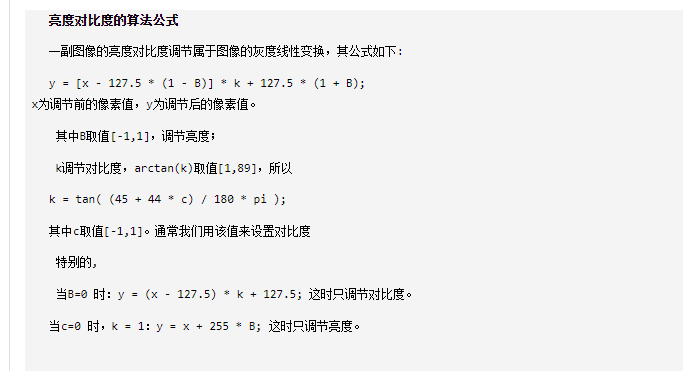 亮度对比度的算法公式
一副图像的亮度对比度调节属于图像的灰度线性变换，其公式如下:
y = [x - 127.5 * (1 - B)] * k + 127.5 * (1 + B);
x为调节前的像素值，y为调节后的像素值。
其中B取值[-1,1]，调节亮度；
k调节对比度，arctan(k)取值[1,89]，所以
k = tan( (45 + 44 * c) / 180 * pi );
其中c取值[-1,1]。通常我们用该值来设置对比度
特别的,
当B=0 时：y = (x - 127.5) * k + 127.5; 这时只调节对比度。
当c=0 时，k = 1：y = x + 255 * B; 这时只调节亮度。